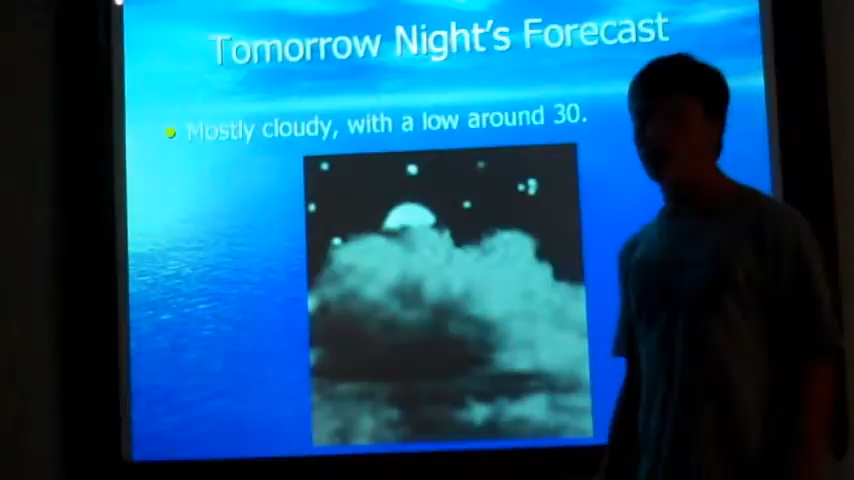 Tomorrow Night's Forecast
Mostly cloudy, with a low around 30.